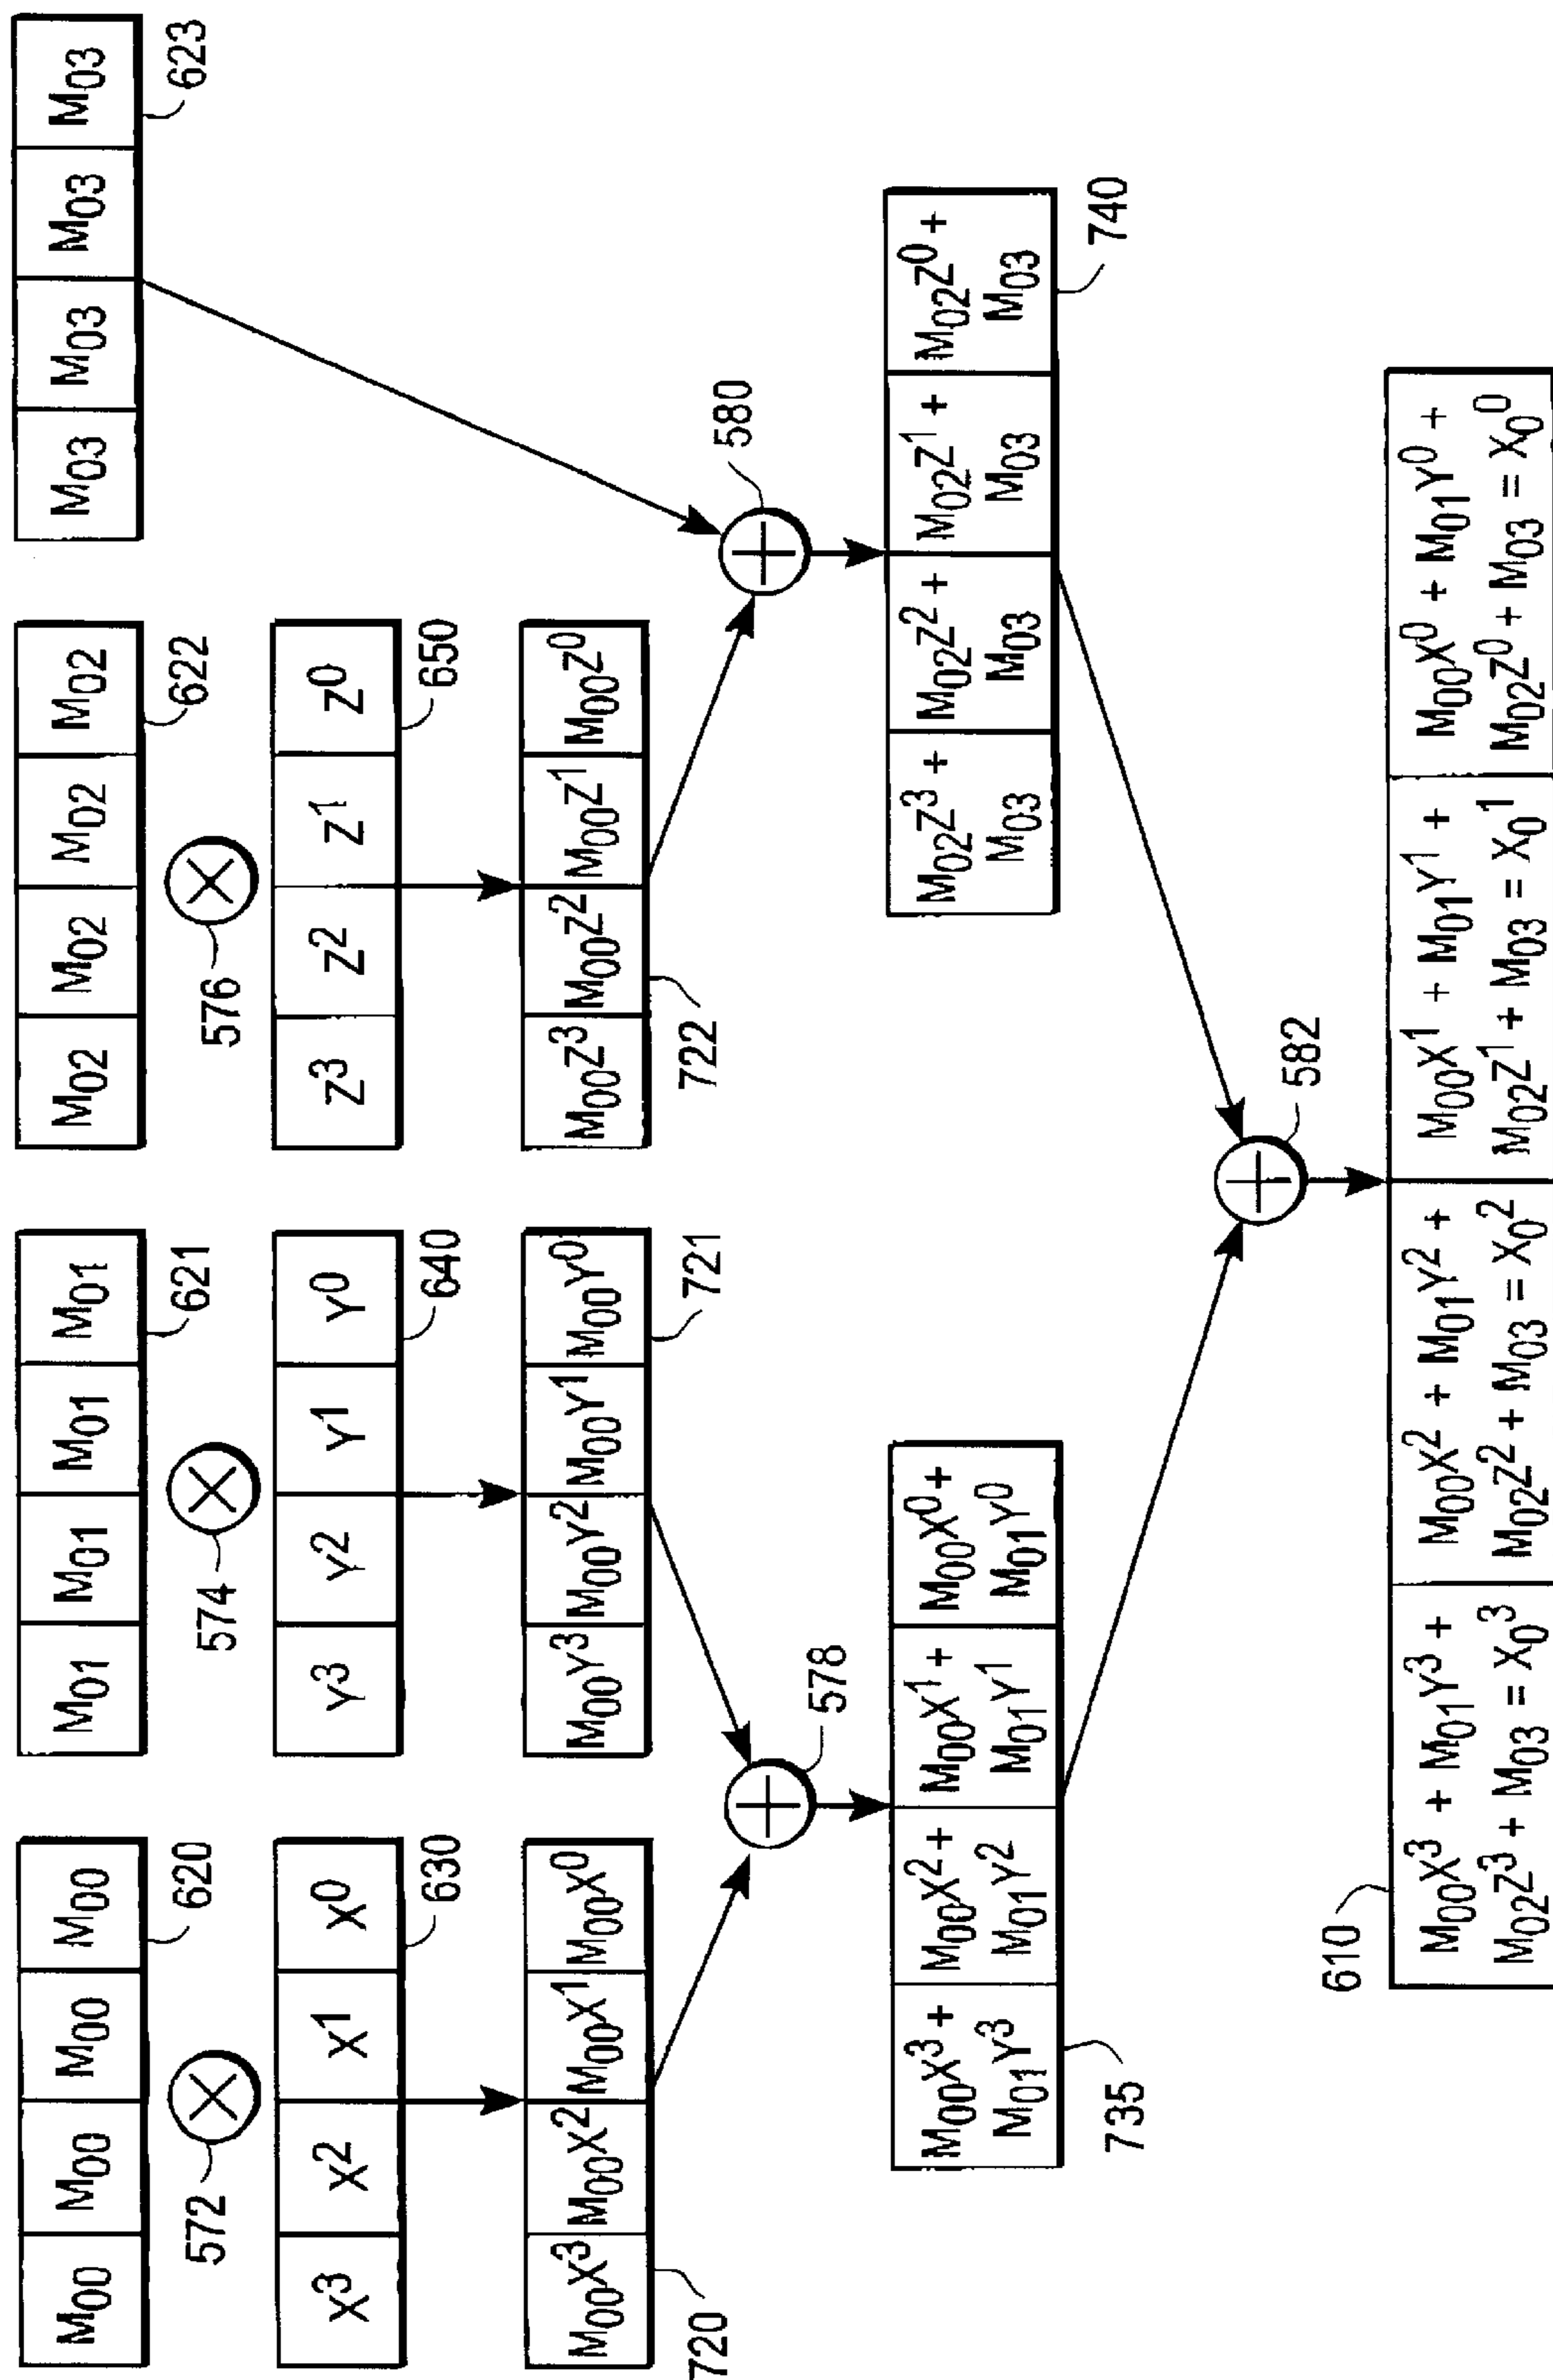 M₀₀ M₀₀ M₀₀ M₀₀
620
572
X³ X² X¹ X⁰
630
M₀₀X³ M₀₀X² M₀₀X¹ M₀₀X⁰
720
M₀₁ M₀₁ M₀₁ M₀₁
621
574
Y³ Y² Y¹ Y⁰
640
M₀₀Y³ M₀₀Y² M₀₀Y¹ M₀₀Y⁰
721
M₀₂ M₀₂ M₀₂ M₀₂
622
576
Z³ Z² Z¹ Z⁰
650
M₀₀Z³ M₀₀Z² M₀₀Z¹ M₀₀Z⁰
722
M₀₃ M₀₃ M₀₃ M₀₃
623
578
580
M₀₀X³ + M₀₀X² + M₀₀X¹ + M₀₀X⁰ +
M₀₁Y³ M₀₁Y² M₀₁Y¹ M₀₁Y⁰
735
M₀₂Z³ + M₀₂Z² + M₀₂Z¹ + M₀₂Z⁰ +
M₀₃ M₀₃ M₀₃ M₀₃
740
582
610
M₀₀X³ + M₀₁Y³ + M₀₀X² + M₀₁Y² + M₀₀X¹ + M₀₁Y¹ + M₀₀X⁰ + M₀₁Y⁰ +
M₀₂Z³ + M₀₃ = X₀³ M₀₂Z² + M₀₃ = X₀² M₀₂Z¹ + M₀₃ = X₀¹ M₀₂Z⁰ + M₀₃ = X₀⁰